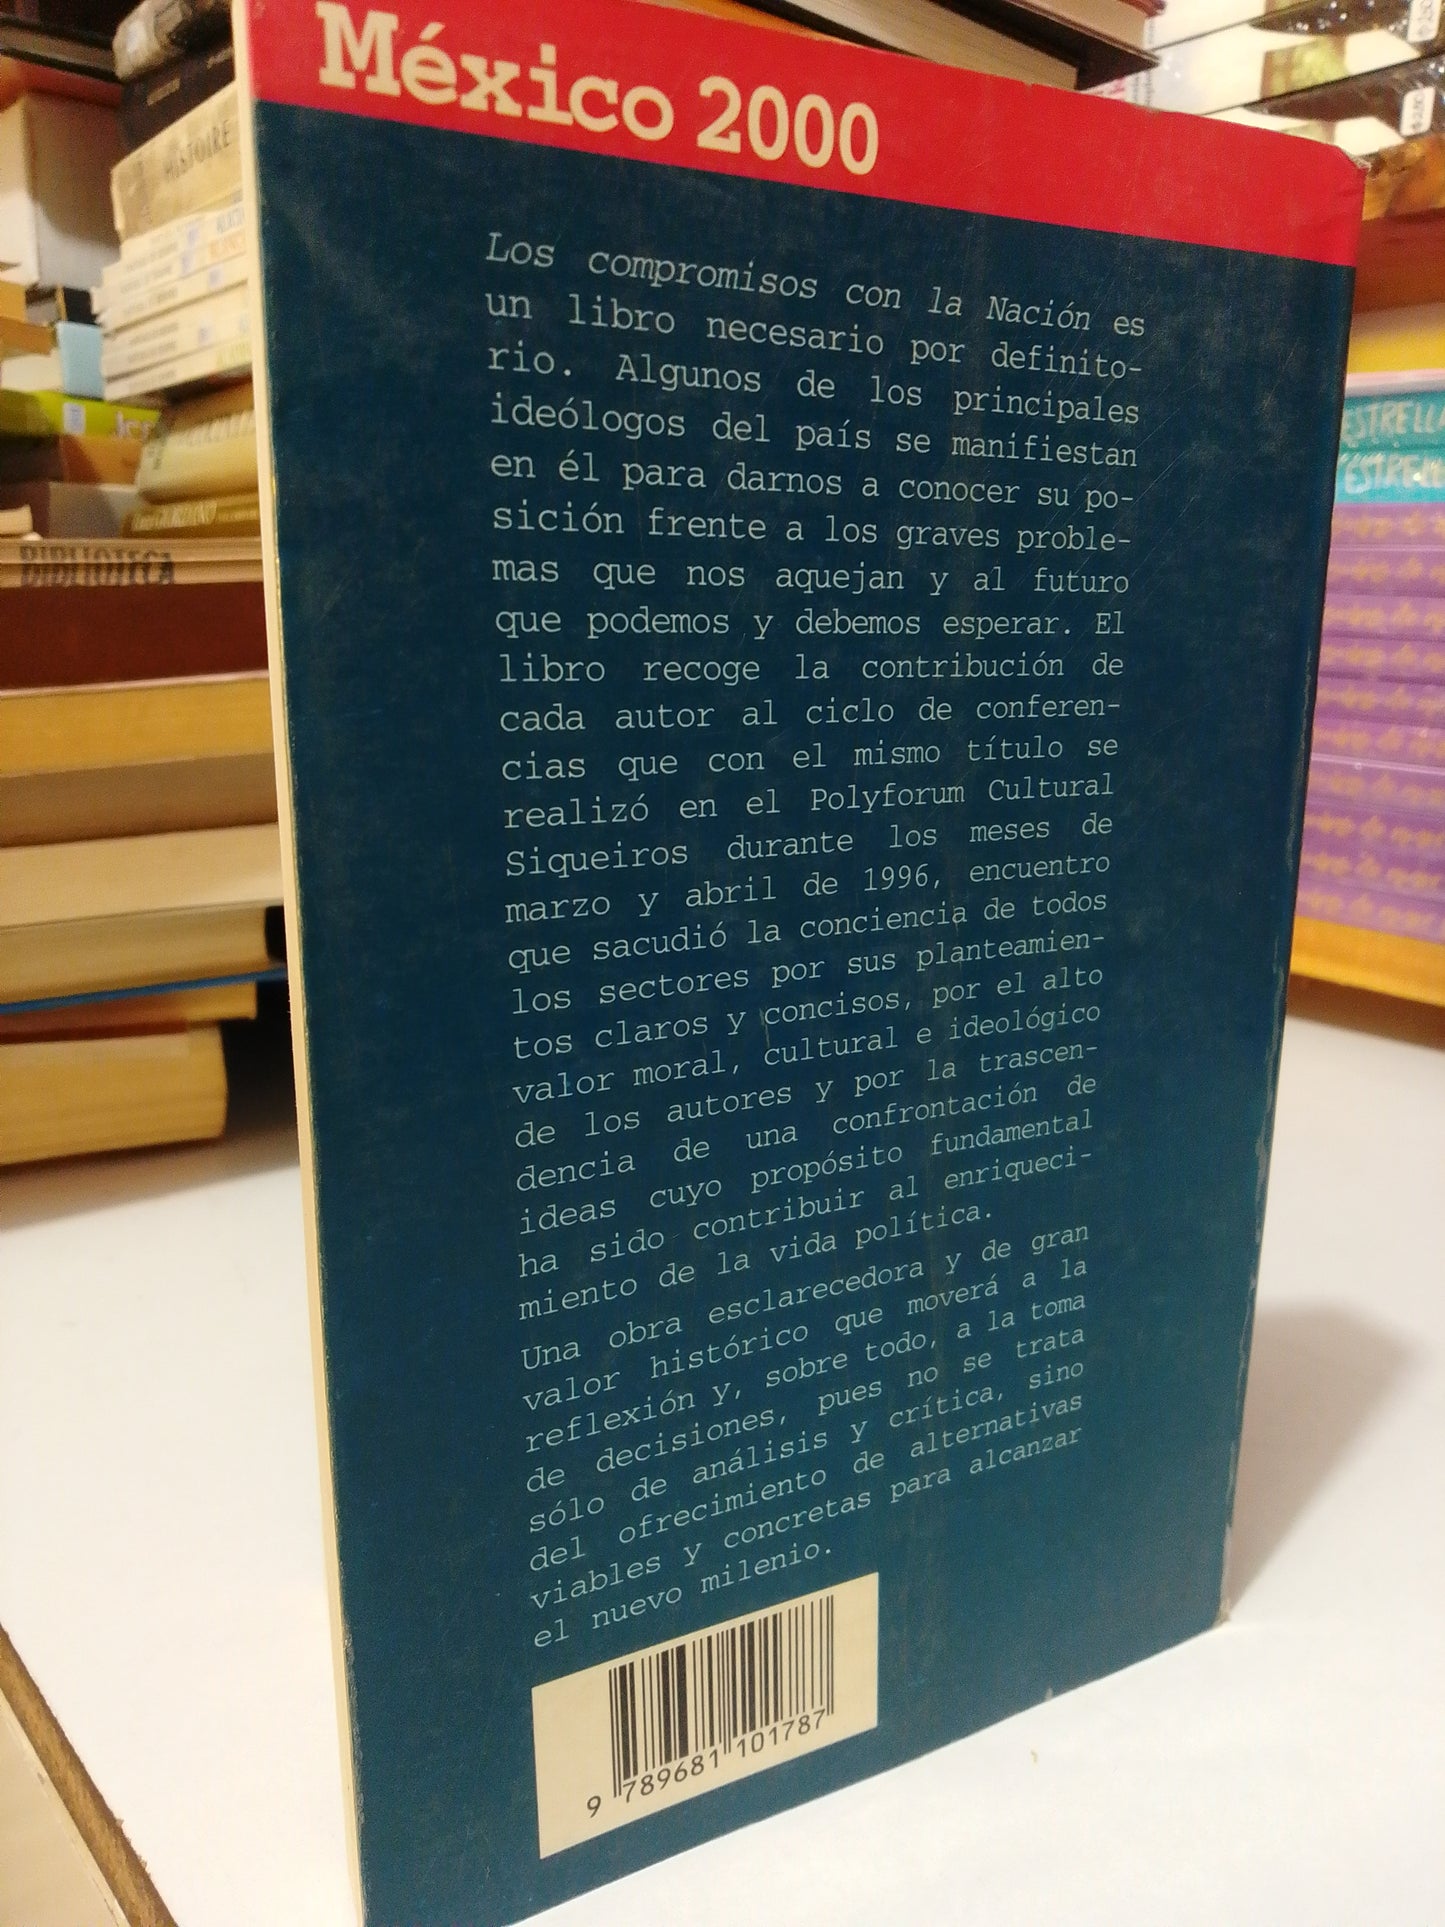 México 2000
Los compromisos con la Nación es
un libro necesario por definito-
rio. Algunos de los principales
ideólogos del país se manifiestan
en él para darnos a conocer su po-
sición frente a los graves proble-
mas que nos aquejan y al futuro
que podemos y debemos esperar. El
libro recoge la contribución de
cada autor al ciclo de conferen-
cias que con el mismo título se
realizó en el Polyforum Cultural
Siqueiros durante los meses de
marzo y abril de 1996, encuentro
que sacudió la conciencia de todos
los sectores por sus planteamien-
tos claros y concisos, por el alto
valor moral, cultural e ideológico
de los autores y por la trascen-
dencia de una confrontación de
ideas cuyo propósito fundamental
ha sido contribuir al enriqueci-
miento de la vida política.
Una obra esclarecedora y de gran
valor histórico que moverá a la
reflexión y, sobre todo, a la toma
de decisiones, pues no se trata
sólo de análisis y crítica, sino
del ofrecimiento de alternativas
viables y concretas para alcanzar
el nuevo milenio.
9 789681 101787
HISTOIRE
BIBLIOTECA
ESTRELLA